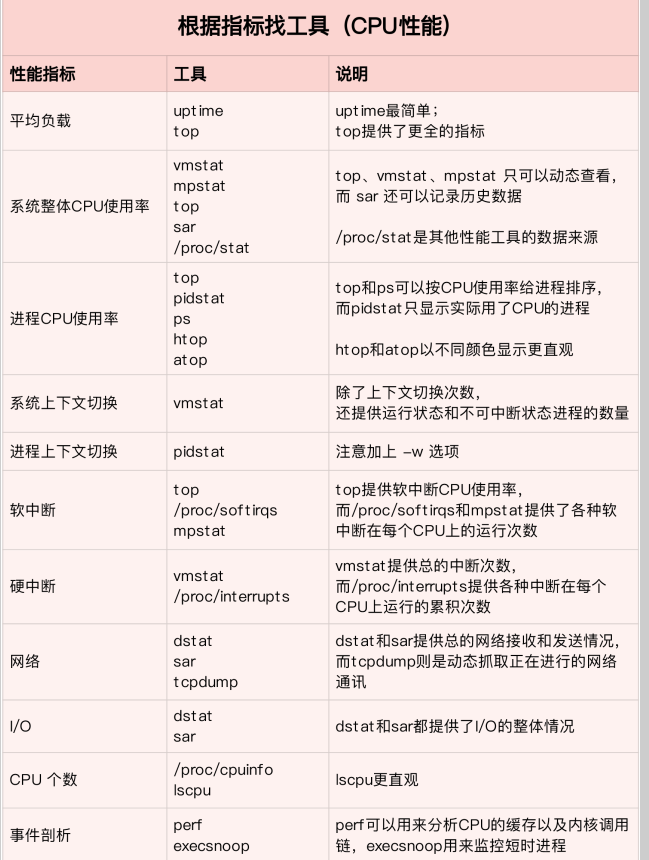 根据指标找工具（CPU性能）
性能指标
工具
说明
平均负载
uptime
top
uptime最简单；
top提供了更全的指标
系统整体CPU使用率
vmstat
mpstat
top
sar
/proc/stat
top、vmstat、mpstat 只可以动态查看，
而 sar 还可以记录历史数据
/proc/stat是其他性能工具的数据来源
进程CPU使用率
top
pidstat
ps
htop
atop
top和ps可以按CPU使用率给进程排序，
而pidstat只显示实际用了CPU的进程
htop和atop以不同颜色显示更直观
系统上下文切换
vmstat
除了上下文切换次数，
还提供运行状态和不可中断状态进程的数量
进程上下文切换
pidstat
注意加上 -w 选项
软中断
top
/proc/softirqs
mpstat
top提供软中断CPU使用率，
而/proc/softirqs和mpstat提供了各种软
中断在每个CPU上的运行次数
硬中断
vmstat
/proc/interrupts
vmstat提供总的中断次数，
而/proc/interrupts提供各种中断在每个
CPU上运行的累积次数
网络
dstat
sar
tcpdump
dstat和sar提供总的网络接收和发送情况，
而tcpdump则是动态抓取正在进行的网络
通讯
I/O
dstat
sar
dstat和sar都提供了I/O的整体情况
CPU 个数
/proc/cpuinfo
lscpu
lscpu更直观
事件剖析
perf
execsnoop
perf可以用来分析CPU的缓存以及内核调用
链，execsnoop用来监控短时进程